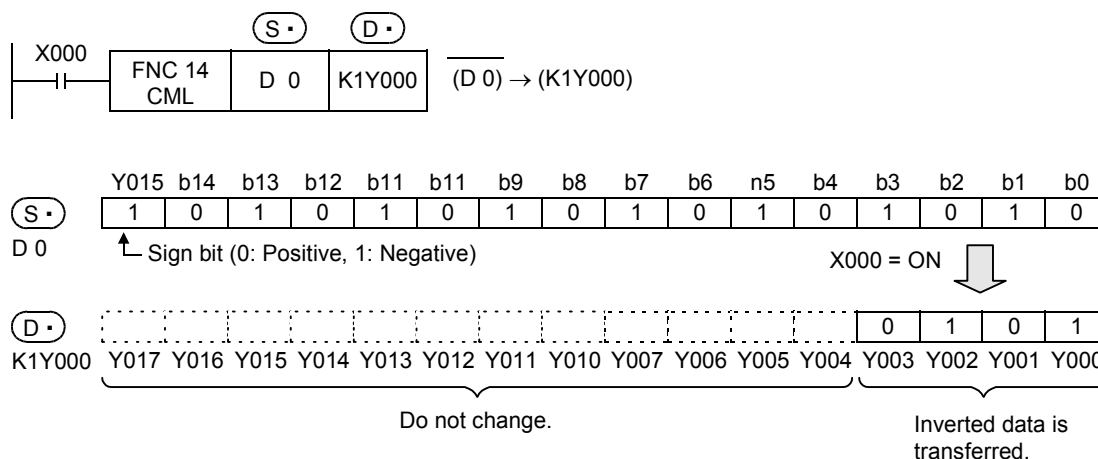 S• D•
X000
FNC 14 CML D 0 K1Y000 (D 0) → (K1Y000)
Y015 b14 b13 b12 b11 b11 b9 b8 b7 b6 n5 b4 b3 b2 b1 b0
S• 1 0 1 0 1 0 1 0 1 0 1 0 1 0 1 0
D 0
Sign bit (0: Positive, 1: Negative)
X000 = ON
D• 0 1 0 1
K1Y000 Y017 Y016 Y015 Y014 Y013 Y012 Y011 Y010 Y007 Y006 Y005 Y004 Y003 Y002 Y001 Y000
Do not change.
Inverted data is
transferred.